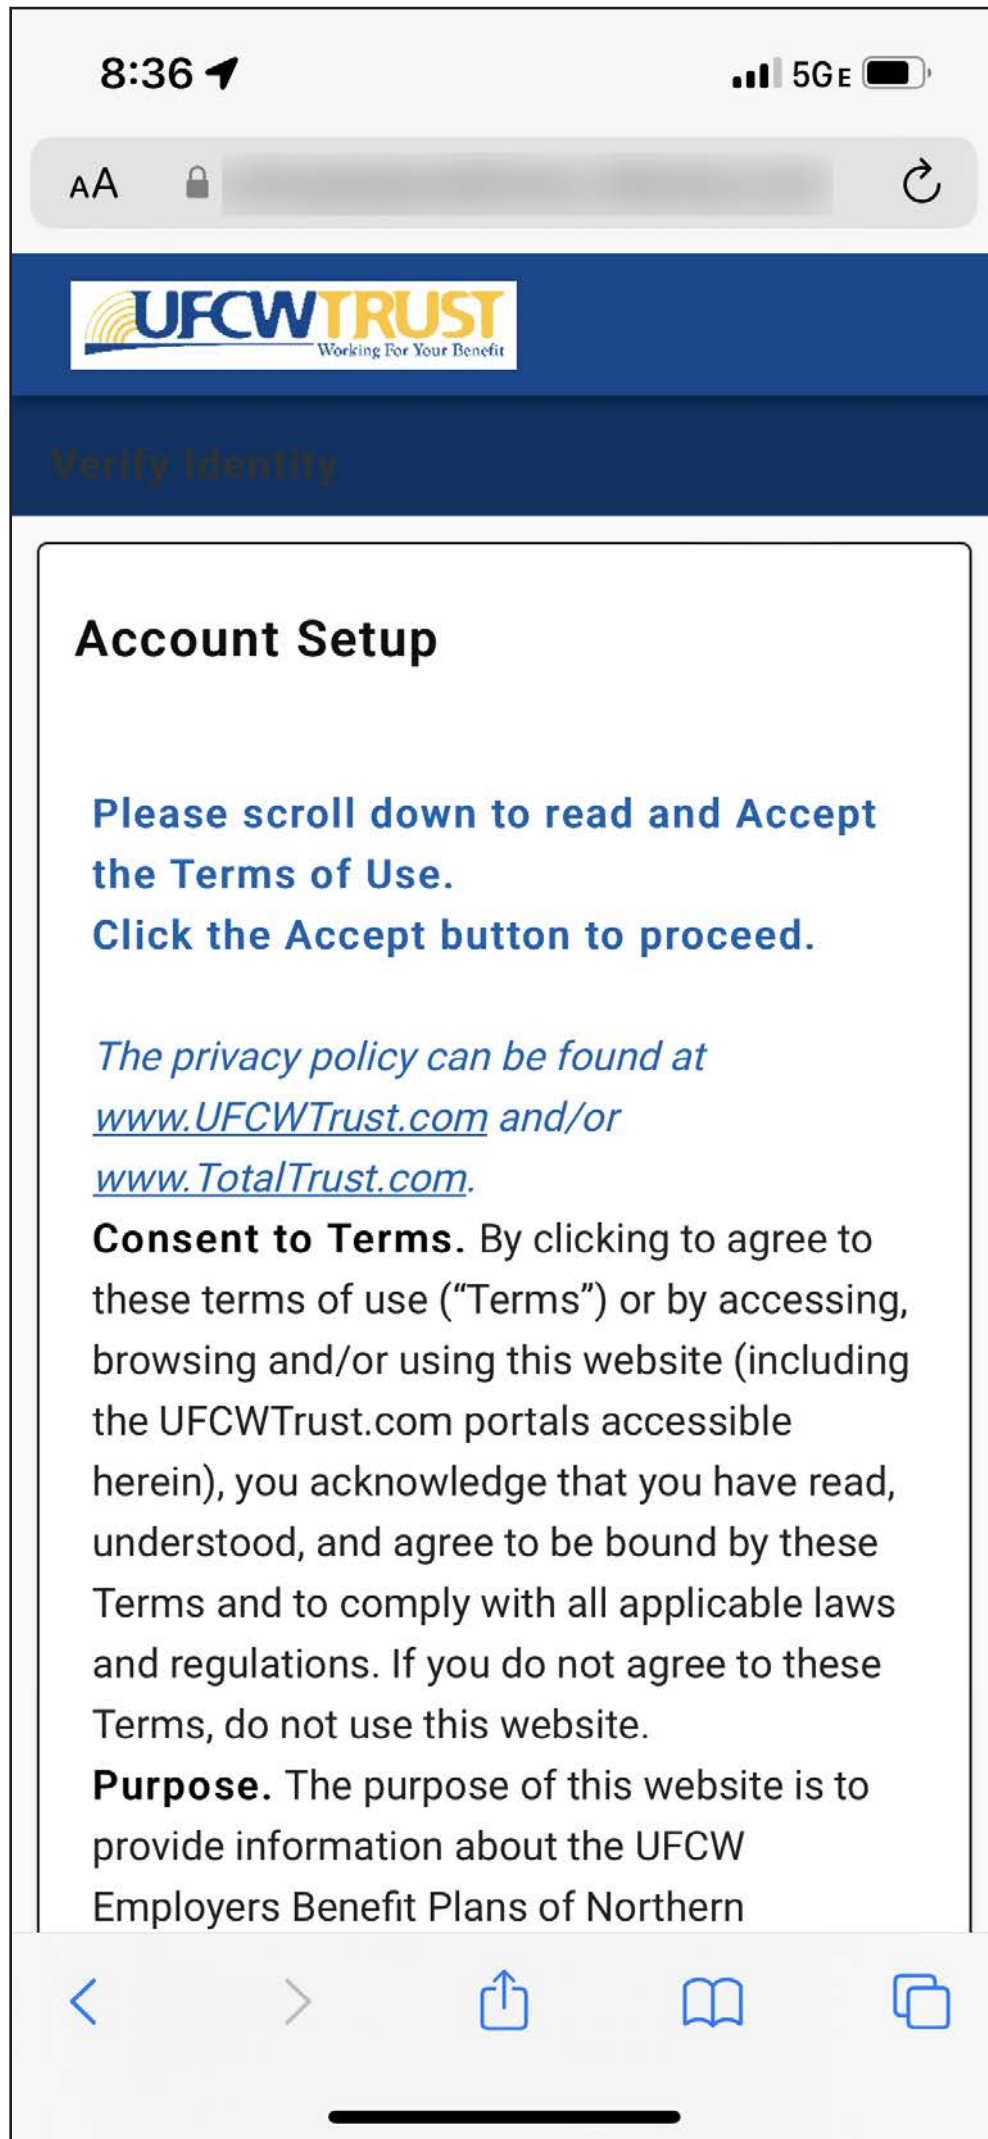 8:36
5GE
AA
UFCWTRUST
Working For Your Benefit
Verify Identity
Account Setup
Please scroll down to read and Accept
the Terms of Use.
Click the Accept button to proceed.
The privacy policy can be found at
www.UFCWTrust.com and/or
www.TotalTrust.com.
Consent to Terms. By clicking to agree to
these terms of use (“Terms”) or by accessing,
browsing and/or using this website (including
the UFCWTrust.com portals accessible
herein), you acknowledge that you have read,
understood, and agree to be bound by these
Terms and to comply with all applicable laws
and regulations. If you do not agree to these
Terms, do not use this website.
Purpose. The purpose of this website is to
provide information about the UFCW
Employers Benefit Plans of Northern